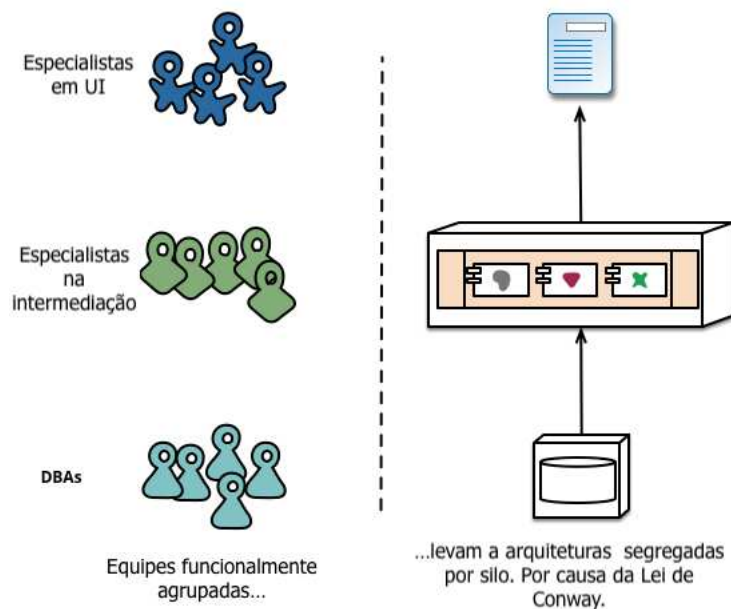 Especialistas
em UI
Especialistas
na
intermediação
DBAs
Equipes funcionalmente
agrupadas...
...levam a arquiteturas segregadas
por silo. Por causa da Lei de
Conway.